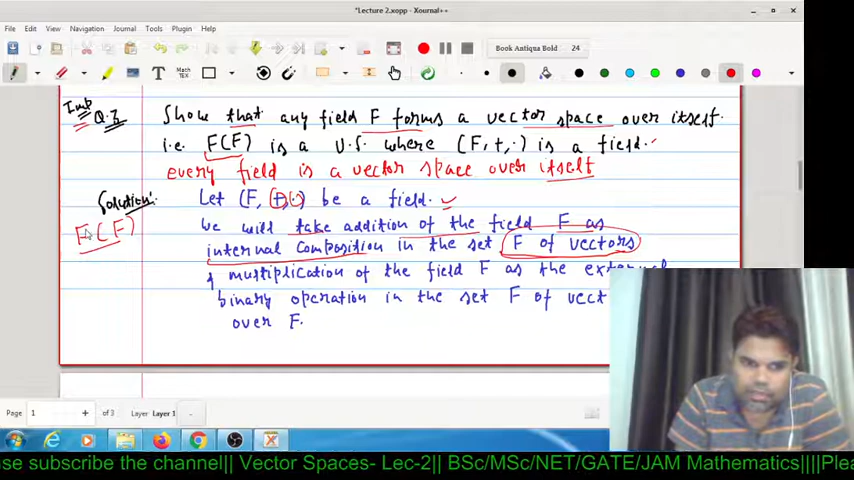 *Lecture 2.xopp - Xournal++
File Edit View Navigation Journal Tools Plugin Help
Book Antiqua Bold 24
Imp
Q.3 Show that any field F forms a vector space over itself.
i.e F(F) is a V.S. where (F,+,·) is a field.
every field is a vector space over itself
Solution: Let (F, +, ·) be a field.
F(F)
We will take addition of the field F as
internal composition in the set F of vectors
& multiplication of the field F as the external
binary operation in the set F of vect
over F.
Page 1 of 3 Layer Layer 1
se subscribe the channel|| Vector Spaces- Lec-2|| BSc/MSc/NET/GATE/JAM Mathematics||||Plea